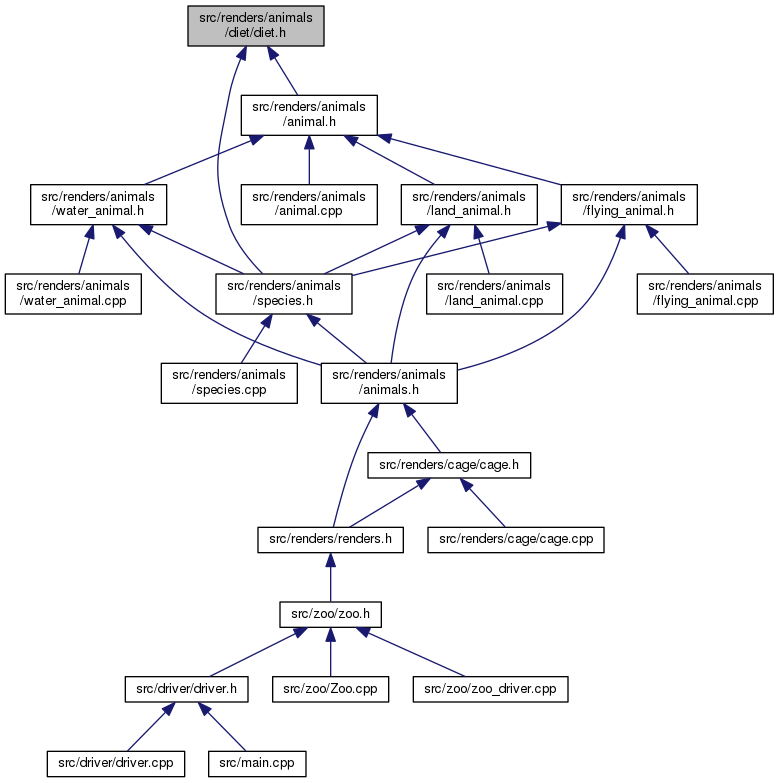 src/renders/animals
/diet/diet.h
src/renders/animals
/animal.h
src/renders/animals
/water_animal.h
src/renders/animals
/animal.cpp
src/renders/animals
/land_animal.h
src/renders/animals
/flying_animal.h
src/renders/animals
/water_animal.cpp
src/renders/animals
/species.h
src/renders/animals
/land_animal.cpp
src/renders/animals
/flying_animal.cpp
src/renders/animals
/species.cpp
src/renders/animals
/animals.h
src/renders/cage/cage.h
src/renders/renders.h
src/renders/cage/cage.cpp
src/zoo/zoo.h
src/driver/driver.h
src/zoo/Zoo.cpp
src/zoo/zoo_driver.cpp
src/driver/driver.cpp
src/main.cpp